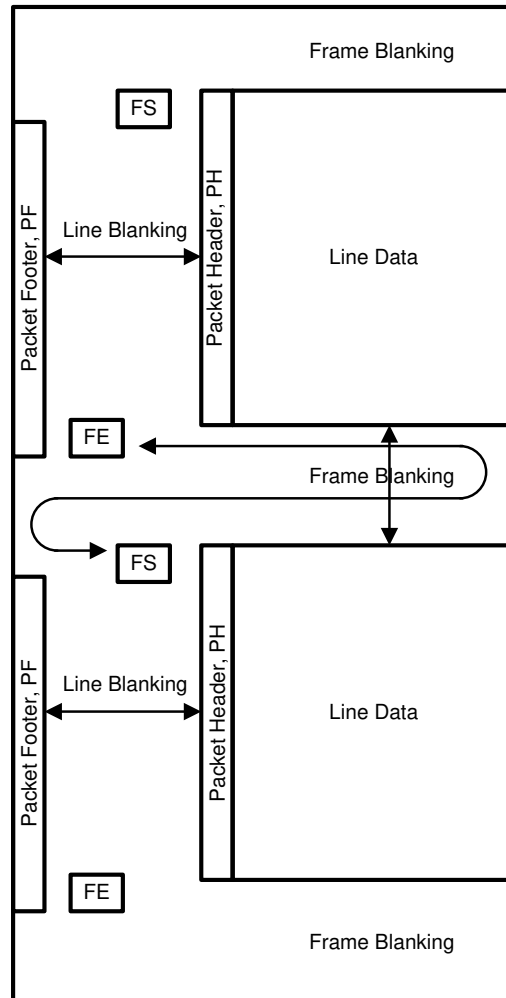 Frame Blanking
FS
Packet Footer, PF
Line Blanking
Packet Header, PH
Line Data
FE
Frame Blanking
FS
Packet Footer, PF
Line Blanking
Packet Header, PH
Line Data
FE
Frame Blanking